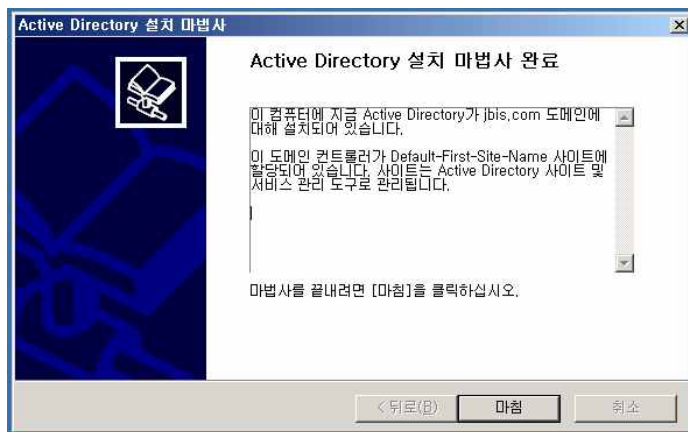 Active Directory 설치 마법사
Active Directory 설치 마법사 완료
이 컴퓨터에 지금 Active Directory가 jbis.com 도메인에
대해 설치되어 있습니다.
이 도메인 컨트롤러가 Default-First-Site-Name 사이트에
할당되어 있습니다. 사이트는 Active Directory 사이트 및
서비스 관리 도구로 관리됩니다.
마법사를 끝내려면 [마침]을 클릭하십시오.
< 뒤로(B) 마침 취소